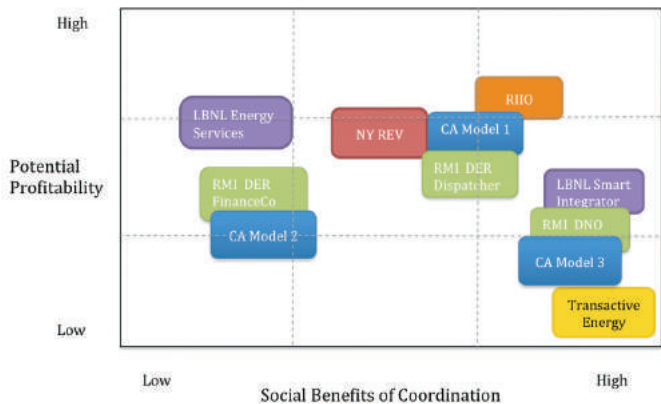 High
RIIO
LBNL Energy
Services
NY REV
CA Model 1
Potential
Profitability
RMI DER
FinanceCo
RMI DER
Dispatcher
LBNL Smart
Integrator
CA Model 2
RMI DNO
CA Model 3
Transactive
Energy
Low
Low
High
Social Benefits of Coordination